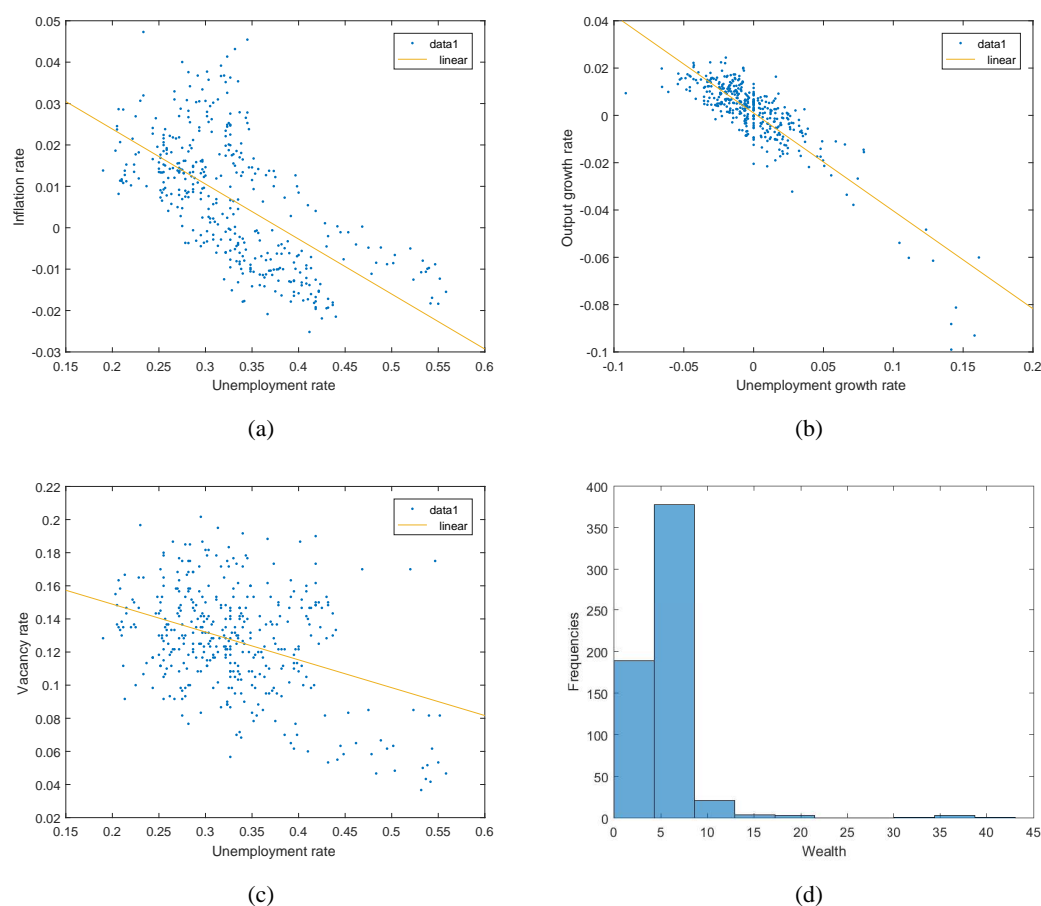 0.05
0.04
0.03
0.02
0.01
0
-0.01
-0.02
-0.03
Inflation rate
data1
linear
0.15 0.2 0.25 0.3 0.35 0.4 0.45 0.5 0.55 0.6
Unemployment rate
(a)
0.04
0.02
0
-0.02
-0.04
-0.06
-0.08
-0.1
Output growth rate
data1
linear
-0.1 -0.05 0 0.05 0.1 0.15 0.2
Unemployment growth rate
(b)
0.22
0.2
0.18
0.16
0.14
0.12
0.1
0.08
0.06
0.04
0.02
Vacancy rate
data1
linear
0.15 0.2 0.25 0.3 0.35 0.4 0.45 0.5 0.55 0.6
Unemployment rate
(c)
400
350
300
250
200
150
100
50
0
Frequencies
0 5 10 15 20 25 30 35 40 45
Wealth
(d)